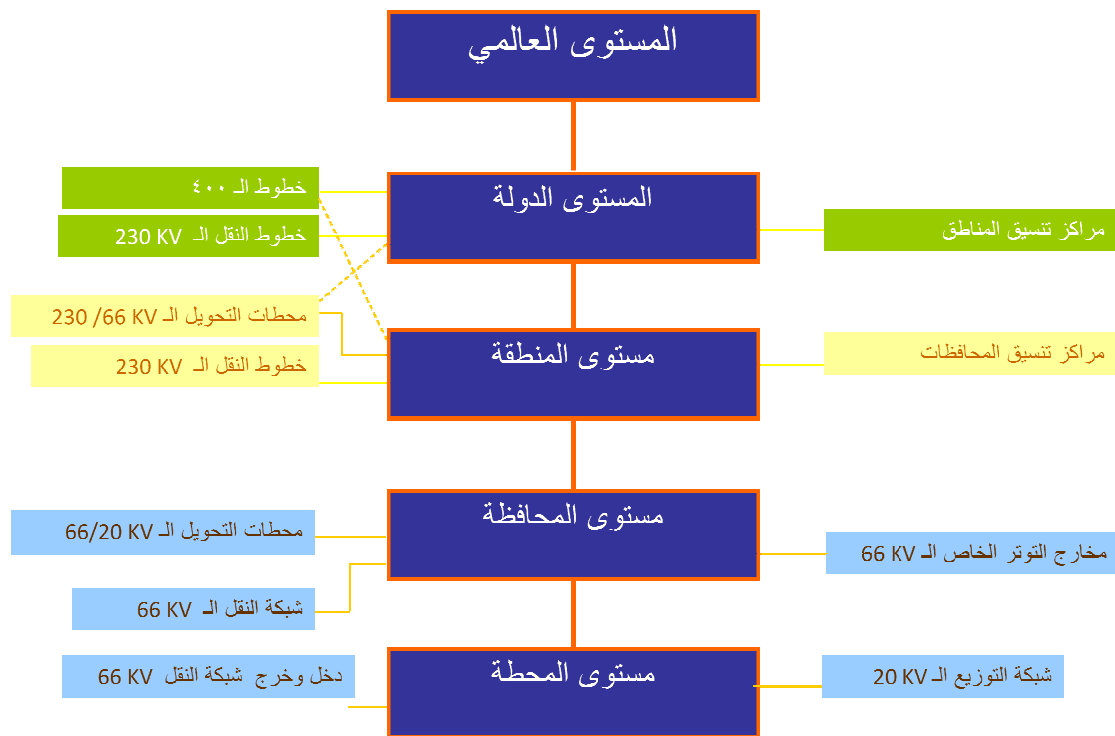 المستوى العالمي
خطوط الـ ٤٠٠
المستوى الدولة
خطوط النقل الـ 230 KV
مراكز تنسيق المناطق
محطات التحويل الـ 230 /66 KV
مستوى المنطقة
مراكز تنسيق المحافظات
خطوط النقل الـ 230 KV
مستوى المحافظة
محطات التحويل الـ 66/20 KV
مخارج التوتر الخاص الـ 66 KV
شبكة النقل الـ 66 KV
مستوى المحطة
دخل وخرج شبكة النقل 66 KV
شبكة التوزيع الـ 20 KV